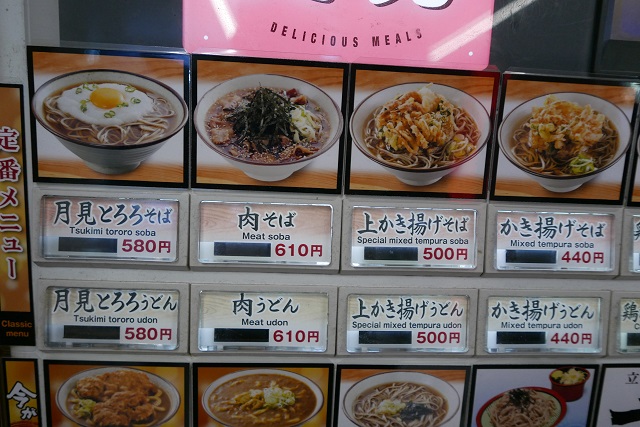 DELICIOUS MEALS
定番メニュー
Classic
menu
月見とろろそば
Tsukimi tororo soba
580円
肉そば
Meat soba
610円
上かき揚げそば
Special mixed tempura soba
500円
かき揚げそば
Mixed tempura soba
440円
鶏
月見とろろうどん
Tsukimi tororo udon
580円
肉うどん
Meat udon
610円
上かき揚げうどん
Special mixed tempura udon
500円
かき揚げうどん
Mixed tempura udon
440円
鶏
今が
立